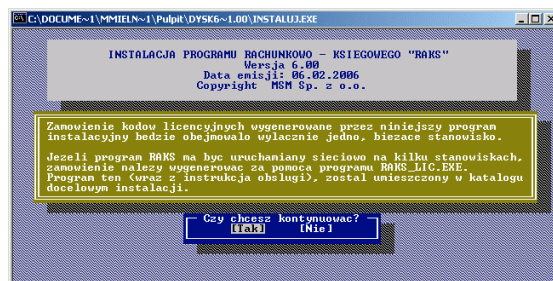 C:\DOCUME~1\MMIELN~1\Pulpit\DYSK6~1.00\INSTALUJ.EXE
INSTALACJA PROGRAMU RACHUNKOWO - KSIEGOWEGO "RAKS"
Wersja 6.00
Data emisji: 06.02.2006
Copyright MSM Sp. z o.o.
Zamowienie kodow licencyjnych wygenerowane przez niniejszy program
instalacyjny bedzie obejmowalo wylacznie jedno, biezace stanowisko.
Jezeli program RAKS ma byc uruchamiany sieciowo na kilku stanowiskach,
zamowienie nalezy wygenerowac za pomoca programu RAKS_LIC.EXE.
Program ten (wraz z instrukcja obslugi), zostal umieszczony w katalogu
docelowym instalacji.
Czy chcesz kontynuowac?
[Tak] [Nie]